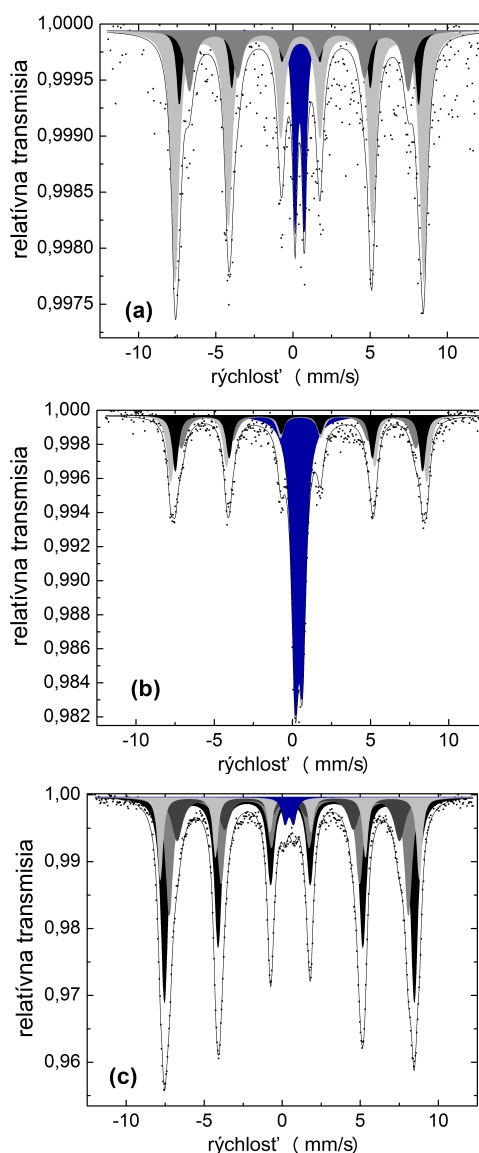 1,0000
0,9995
0,9990
0,9985
0,9980
0,9975
relatívna transmisia
(a)
-10 -5 0 5 10
rýchlosť ( mm/s)
1,000
0,998
0,996
0,994
0,992
0,990
0,988
0,986
0,984
0,982
relatívna transmisia
(b)
-10 -5 0 5 10
rýchlosť ( mm/s)
1,00
0,99
0,98
0,97
0,96
relatívna transmisia
(c)
-10 -5 0 5 10
rýchlosť ( mm/s)